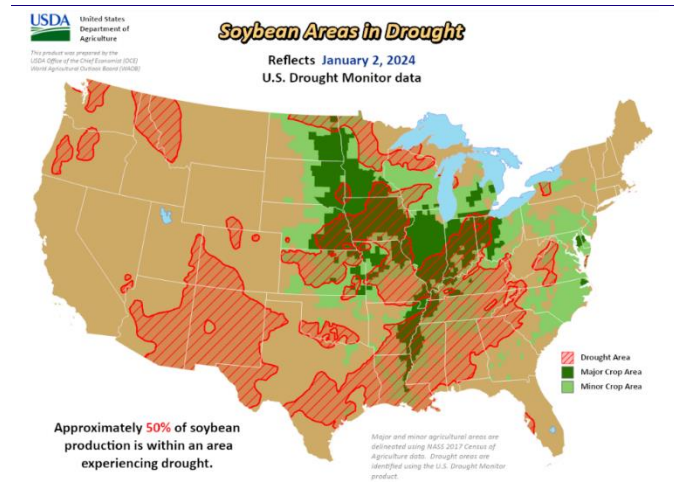 USDA
United States
Department of
Agriculture
This product was prepared by the
USDA Office of the Chief Economist (OCE)
World Agricultural Outlook Board (WAOB)
Soybean Areas in Drought
Reflects January 2, 2024
U.S. Drought Monitor data
Drought Area
Major Crop Area
Minor Crop Area
Approximately 50% of soybean
production is within an area
experiencing drought.
Major and minor agricultural areas are
delineated using NASS 2017 Census of
Agriculture data. Drought areas are
identified using the U.S. Drought Monitor
product.